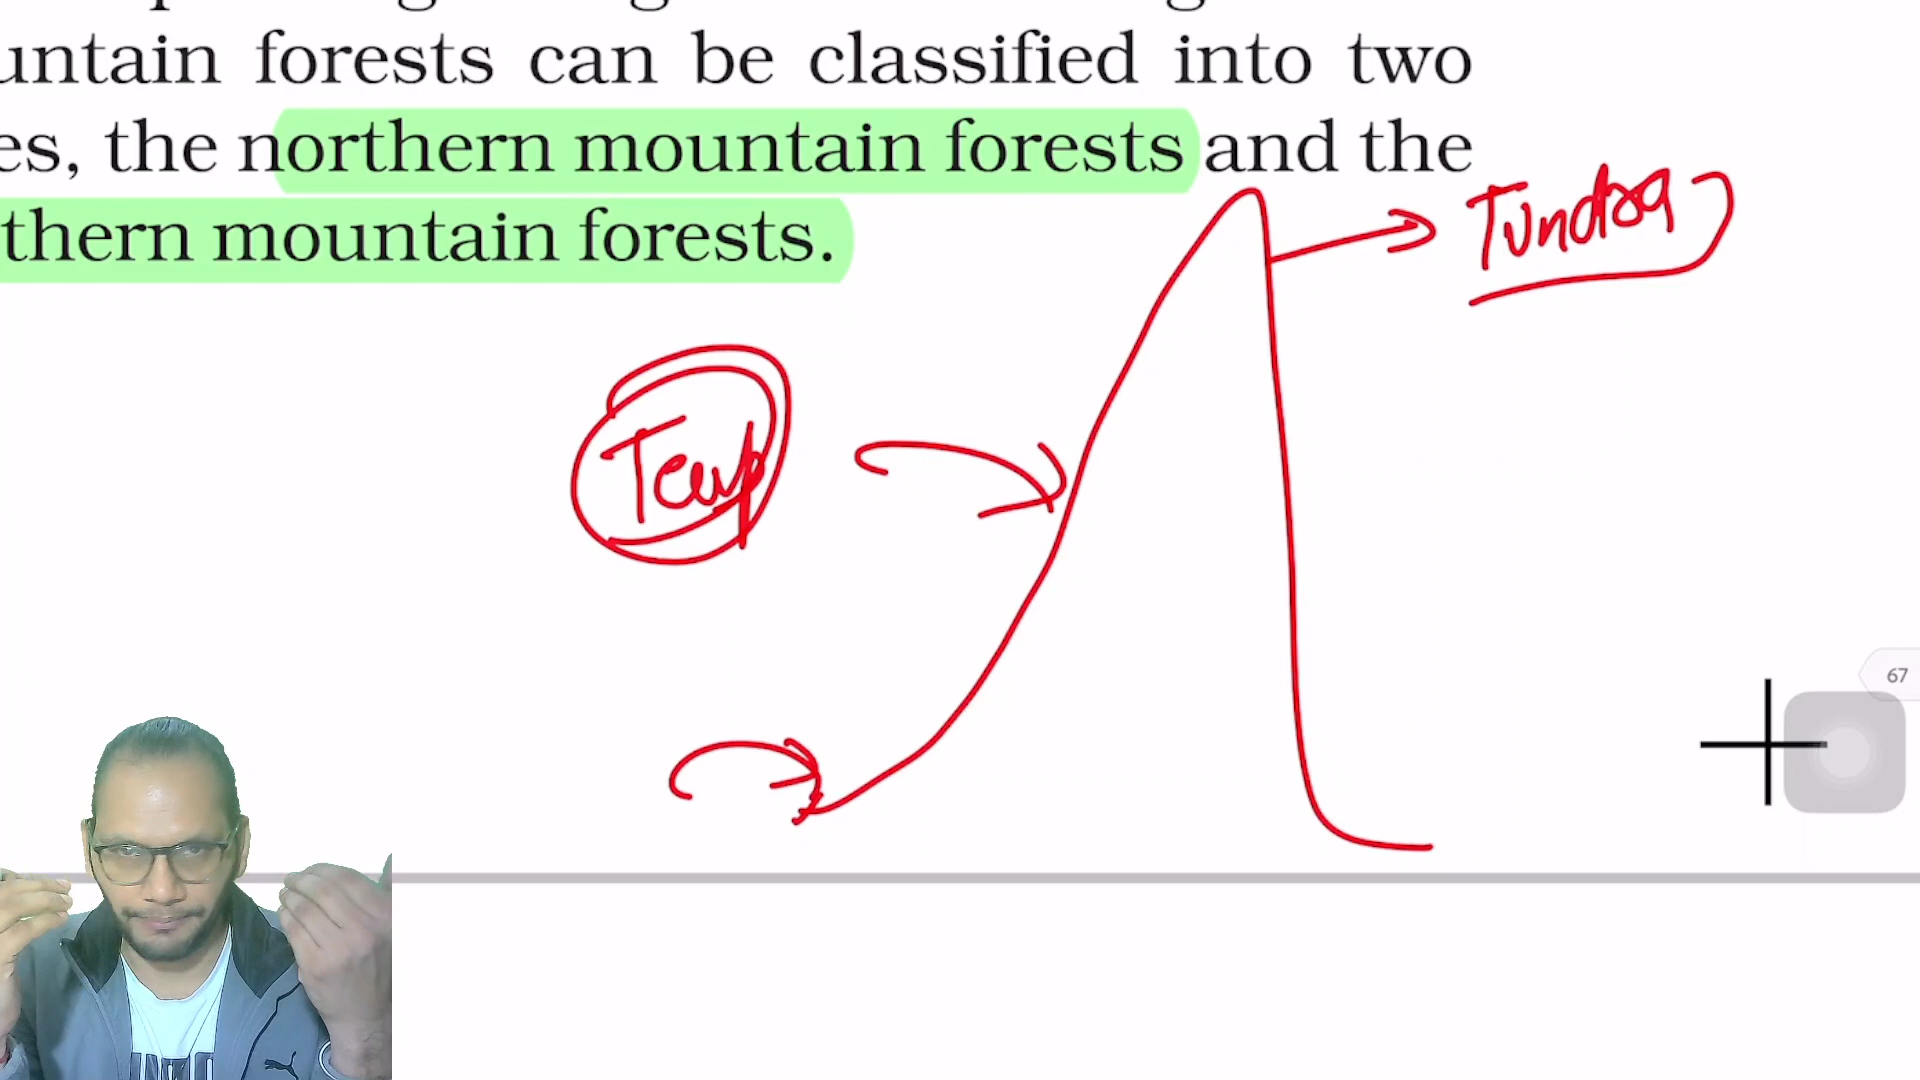 untain forests can be classified into two
es, the northern mountain forests and the
thern mountain forests.
Tundra
Temp
67